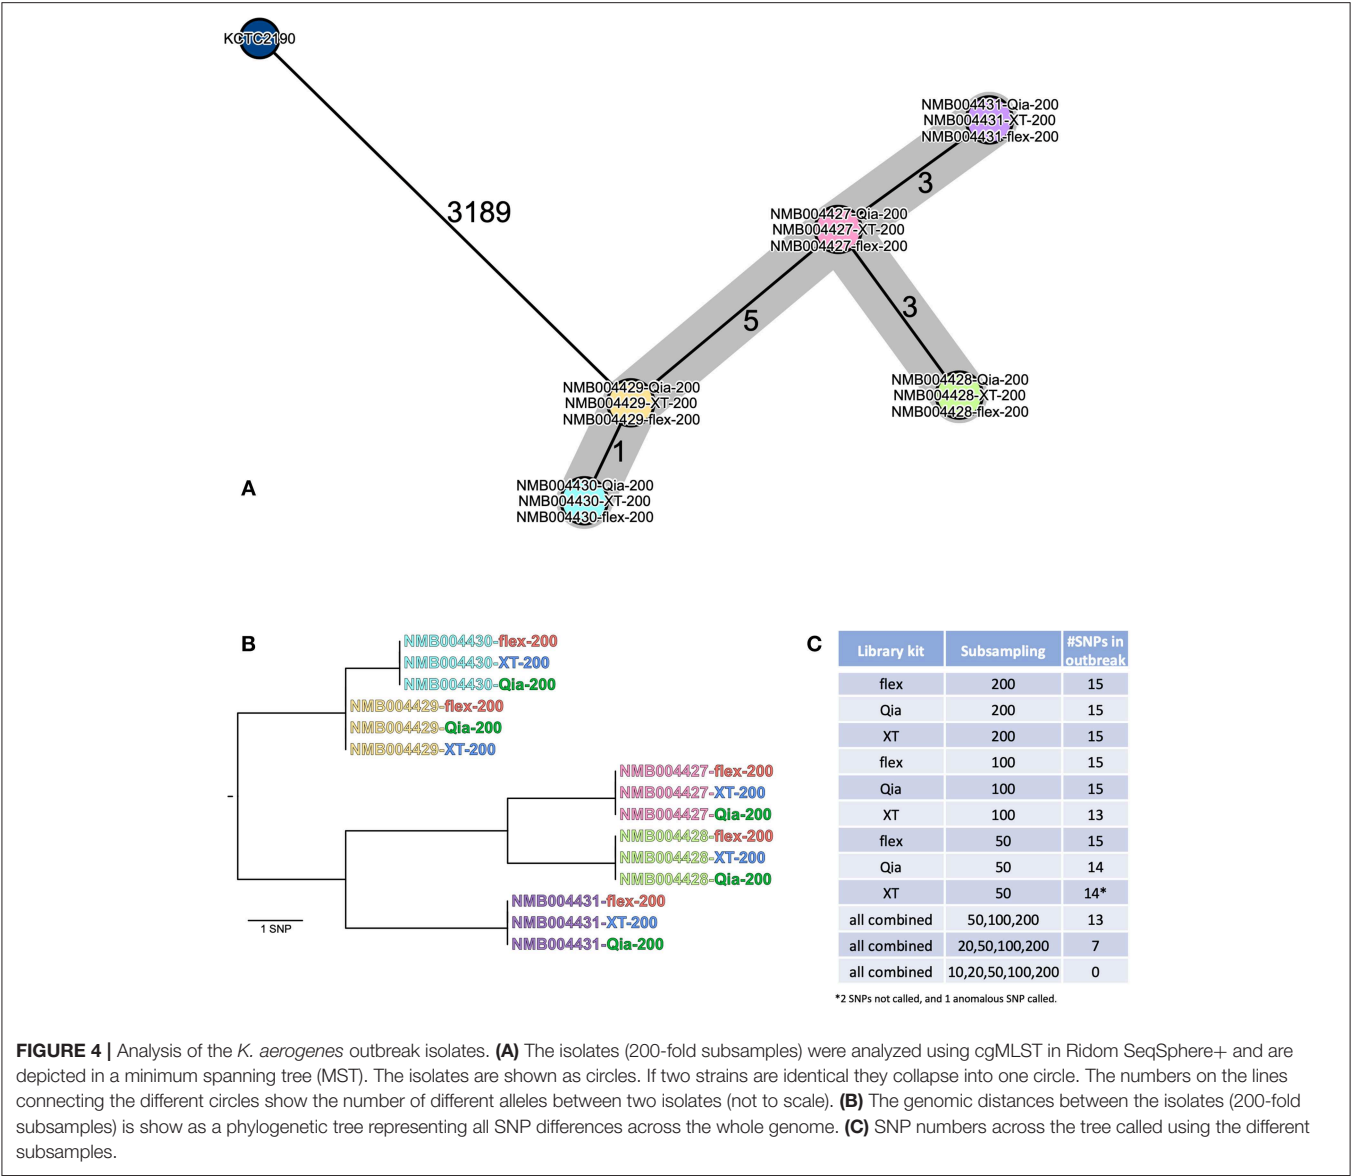 KCTC2190
3189
NMB004431-Qia-200
NMB004431-XT-200
NMB004431-flex-200
3
NMB004427-Qia-200
NMB004427-XT-200
NMB004427-flex-200
3
5
NMB004428-Qia-200
NMB004428-XT-200
NMB004428-flex-200
NMB004429-Qia-200
NMB004429-XT-200
NMB004429-flex-200
1
NMB004430-Qia-200
NMB004430-XT-200
NMB004430-flex-200
A
B
NMB004430-flex-200
NMB004430-XT-200
NMB004430-Qia-200
NMB004429-flex-200
NMB004429-Qia-200
NMB004429-XT-200
NMB004427-flex-200
NMB004427-XT-200
NMB004427-Qia-200
NMB004428-flex-200
NMB004428-XT-200
NMB004428-Qia-200
NMB004431-flex-200
NMB004431-XT-200
NMB004431-Qia-200
1 SNP
C
Library kit Subsampling #SNPs in outbreak
flex 200 15
Qia 200 15
XT 200 15
flex 100 15
Qia 100 15
XT 100 13
flex 50 15
Qia 50 14
XT 50 14*
all combined 50,100,200 13
all combined 20,50,100,200 7
all combined 10,20,50,100,200 0
*2 SNPs not called, and 1 anomalous SNP called.
FIGURE 4 | Analysis of the K. aerogenes outbreak isolates. (A) The isolates (200-fold subsamples) were analyzed using cgMLST in Ridom SeqSphere+ and are
depicted in a minimum spanning tree (MST). The isolates are shown as circles. If two strains are identical they collapse into one circle. The numbers on the lines
connecting the different circles show the number of different alleles between two isolates (not to scale). (B) The genomic distances between the isolates (200-fold
subsamples) is show as a phylogenetic tree representing all SNP differences across the whole genome. (C) SNP numbers across the tree called using the different
subsamples.